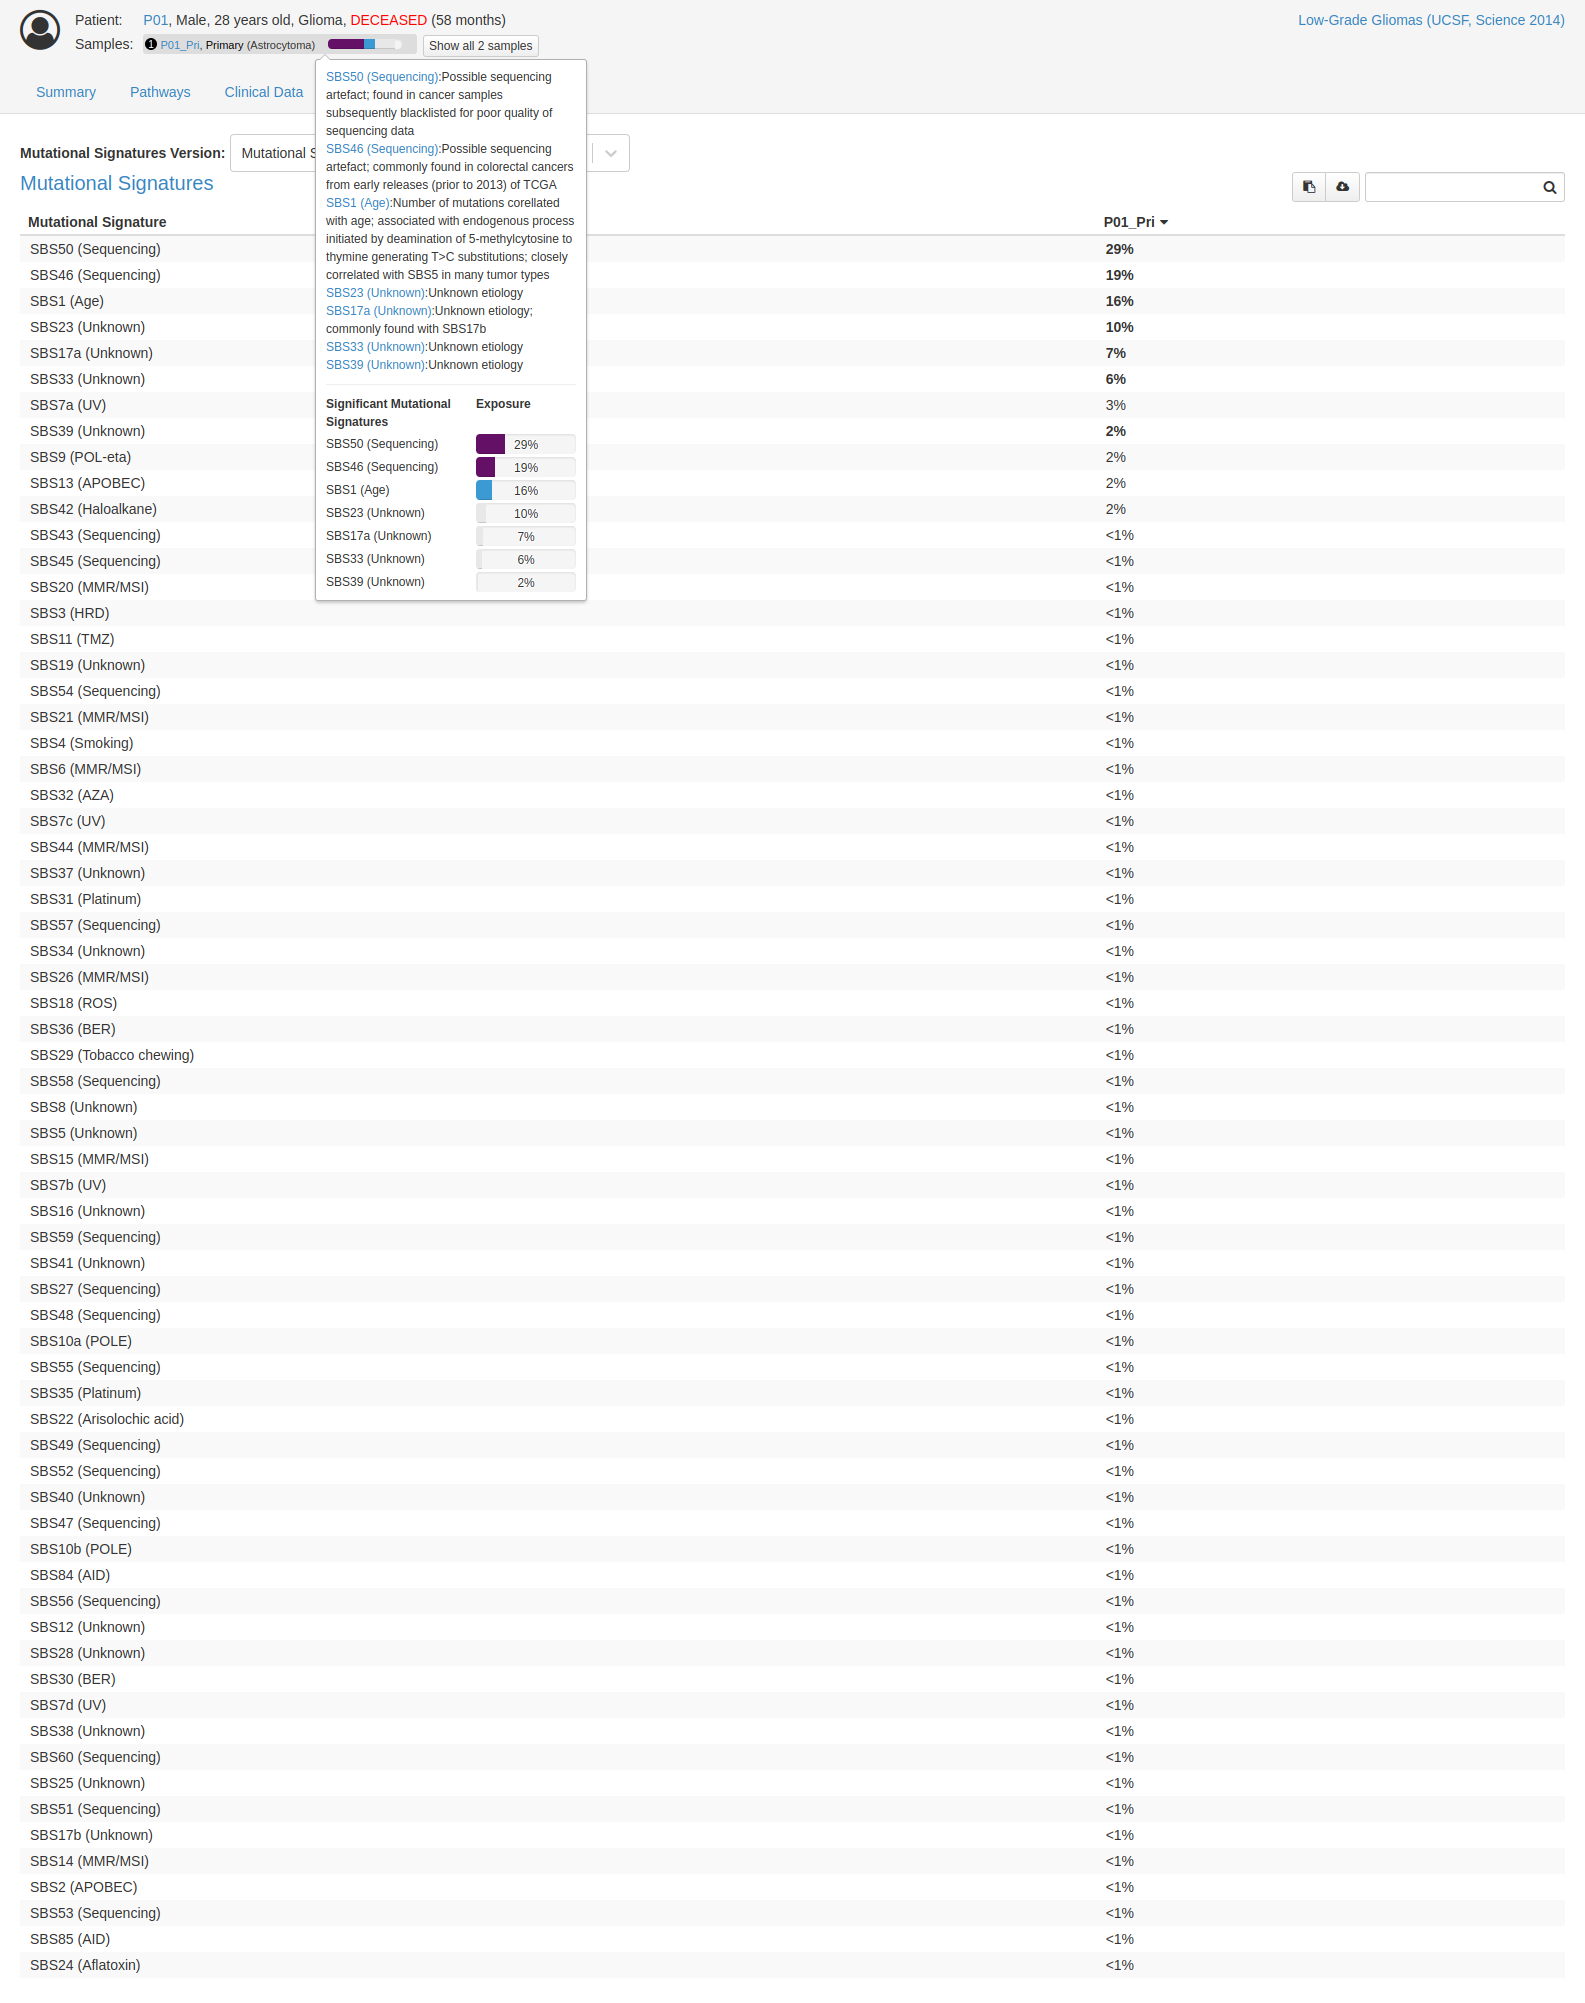 Patient: P01, Male, 28 years old, Glioma, DECEASED (58 months)
Low-Grade Gliomas (UCSF, Science 2014)
Samples: 1 P01_Pri, Primary (Astrocytoma) Show all 2 samples
Summary Pathways Clinical Data
SBS50 (Sequencing):Possible sequencing
artefact; found in cancer samples
subsequently blacklisted for poor quality of
sequencing data
SBS46 (Sequencing):Possible sequencing
artefact; commonly found in colorectal cancers
from early releases (prior to 2013) of TCGA
SBS1 (Age):Number of mutations corellated
with age; associated with endogenous process
initiated by deamination of 5-methylcytosine to
thymine generating T>C substitutions; closely
correlated with SBS5 in many tumor types
SBS23 (Unknown):Unknown etiology
SBS17a (Unknown):Unknown etiology;
commonly found with SBS17b
SBS33 (Unknown):Unknown etiology
SBS39 (Unknown):Unknown etiology
Significant Mutational Exposure
Signatures
SBS50 (Sequencing) 29%
SBS46 (Sequencing) 19%
SBS1 (Age) 16%
SBS23 (Unknown) 10%
SBS17a (Unknown) 7%
SBS33 (Unknown) 6%
SBS39 (Unknown) 2%
Mutational Signatures Version: Mutational S
Mutational Signatures
Mutational Signature P01_Pri
SBS50 (Sequencing) 29%
SBS46 (Sequencing) 19%
SBS1 (Age) 16%
SBS23 (Unknown) 10%
SBS17a (Unknown) 7%
SBS33 (Unknown) 6%
SBS7a (UV) 3%
SBS39 (Unknown) 2%
SBS9 (POL-eta) 2%
SBS13 (APOBEC) 2%
SBS42 (Haloalkane) 2%
SBS43 (Sequencing) <1%
SBS45 (Sequencing) <1%
SBS20 (MMR/MSI) <1%
SBS3 (HRD) <1%
SBS11 (TMZ) <1%
SBS19 (Unknown) <1%
SBS54 (Sequencing) <1%
SBS21 (MMR/MSI) <1%
SBS4 (Smoking) <1%
SBS6 (MMR/MSI) <1%
SBS32 (AZA) <1%
SBS7c (UV) <1%
SBS44 (MMR/MSI) <1%
SBS37 (Unknown) <1%
SBS31 (Platinum) <1%
SBS57 (Sequencing) <1%
SBS34 (Unknown) <1%
SBS26 (MMR/MSI) <1%
SBS18 (ROS) <1%
SBS36 (BER) <1%
SBS29 (Tobacco chewing) <1%
SBS58 (Sequencing) <1%
SBS8 (Unknown) <1%
SBS5 (Unknown) <1%
SBS15 (MMR/MSI) <1%
SBS7b (UV) <1%
SBS16 (Unknown) <1%
SBS59 (Sequencing) <1%
SBS41 (Unknown) <1%
SBS27 (Sequencing) <1%
SBS48 (Sequencing) <1%
SBS10a (POLE) <1%
SBS55 (Sequencing) <1%
SBS35 (Platinum) <1%
SBS22 (Arisolochic acid) <1%
SBS49 (Sequencing) <1%
SBS52 (Sequencing) <1%
SBS40 (Unknown) <1%
SBS47 (Sequencing) <1%
SBS10b (POLE) <1%
SBS84 (AID) <1%
SBS56 (Sequencing) <1%
SBS12 (Unknown) <1%
SBS28 (Unknown) <1%
SBS30 (BER) <1%
SBS7d (UV) <1%
SBS38 (Unknown) <1%
SBS60 (Sequencing) <1%
SBS25 (Unknown) <1%
SBS51 (Sequencing) <1%
SBS17b (Unknown) <1%
SBS14 (MMR/MSI) <1%
SBS2 (APOBEC) <1%
SBS53 (Sequencing) <1%
SBS85 (AID) <1%
SBS24 (Aflatoxin) <1%